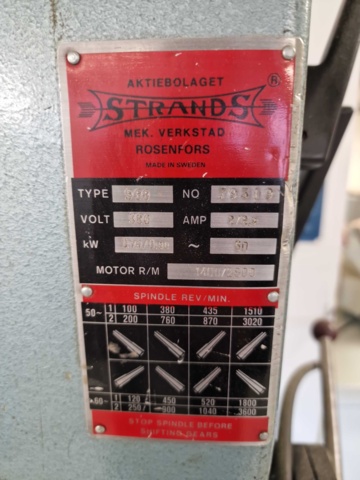 AKTIEBOLAGET
STRANDS ®
MEK. VERKSTAD
ROSENFORS
MADE IN SWEDEN
TYPE NO
VOLT AMP
kW ~
MOTOR R/M
SPINDLE REV/MIN.
50~ 1 100 380 435 1510
2 200 760 870 3020
60~ 1 120 450 520 1800
2 1040 3600
STOP SPINDLE BEFORE
SHIFTING GEARS